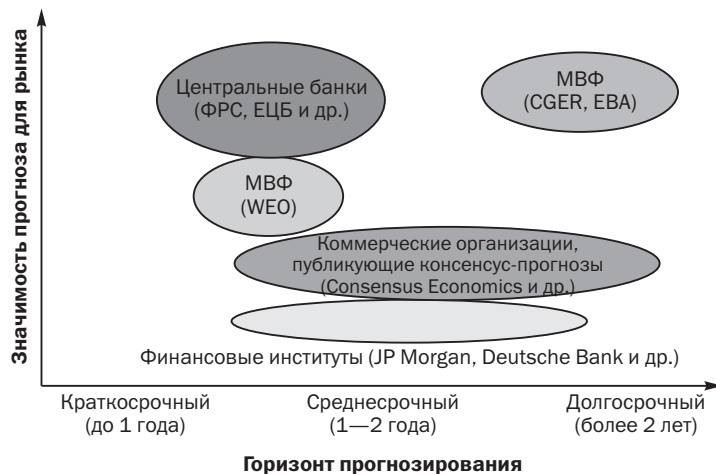 Значимость прогноза для рынка
Центральные банки
(ФРС, ЕЦБ и др.)
МВФ
(CGER, EBA)
МВФ
(WEO)
Коммерческие организации,
публикующие консенсус-прогнозы
(Consensus Economics и др.)
Финансовые институты (JP Morgan, Deutsche Bank и др.)
Краткосрочный
(до 1 года)
Среднесрочный
(1—2 года)
Долгосрочный
(более 2 лет)
Горизонт прогнозирования